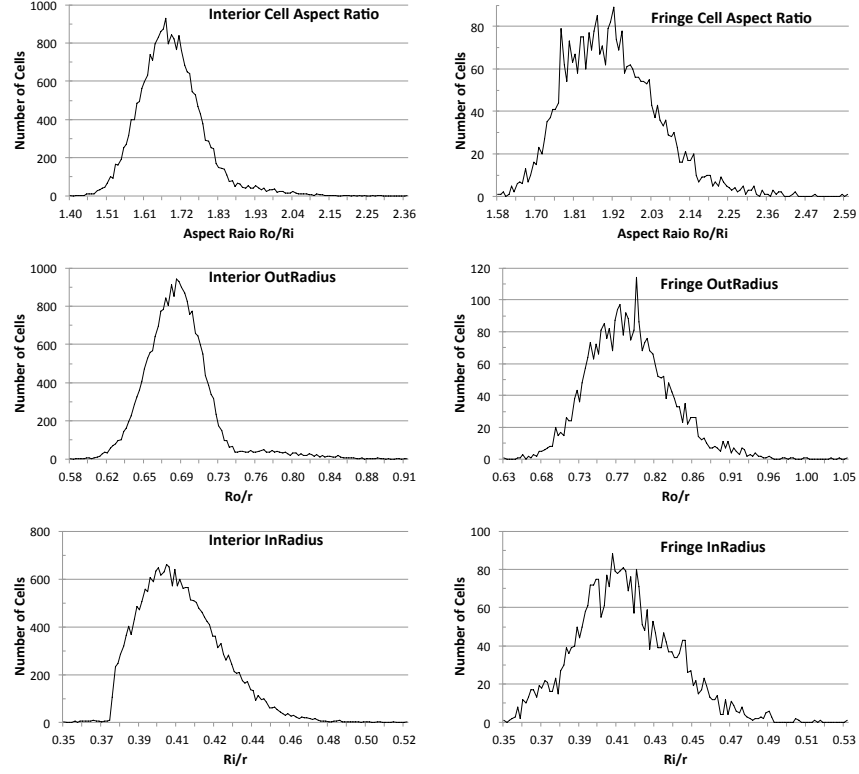 Interior Cell Aspect Ratio
Number of Cells
1000
800
600
400
200
0
1.40 1.51 1.61 1.72 1.83 1.93 2.04 2.15 2.25 2.36
Aspect Raio Ro/Ri
Fringe Cell Aspect Ratio
Number of Cells
80
60
40
20
0
1.58 1.70 1.81 1.92 2.03 2.14 2.25 2.36 2.47 2.59
Aspect Raio Ro/Ri
Interior OutRadius
Number of Cells
1000
800
600
400
200
0
0.58 0.62 0.65 0.69 0.73 0.76 0.80 0.84 0.88 0.91
Ro/r
Fringe OutRadius
Number of Cells
120
100
80
60
40
20
0
0.63 0.68 0.73 0.77 0.82 0.86 0.91 0.96 1.00 1.05
Ro/r
Interior InRadius
Number of Cells
800
600
400
200
0
0.35 0.37 0.39 0.41 0.42 0.44 0.46 0.48 0.50 0.52
Ri/r
Fringe InRadius
Number of Cells
100
80
60
40
20
0
0.35 0.37 0.39 0.41 0.43 0.45 0.47 0.49 0.51 0.53
Ri/r